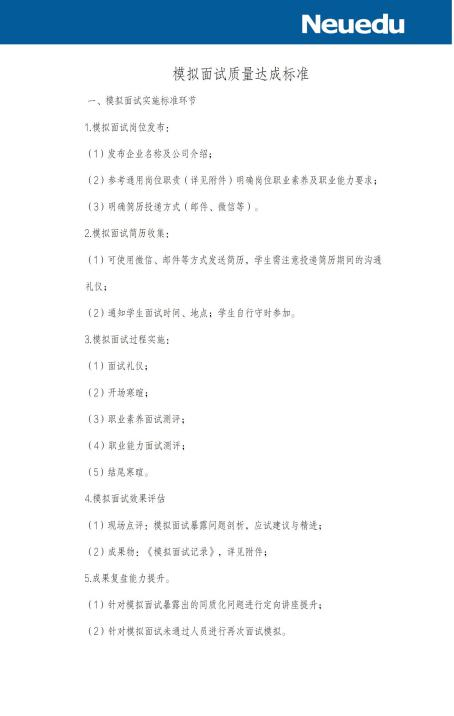 Neuedu
模拟面试质量达成标准
一、模拟面试实施标准环节
1.模拟面试岗位发布：
（1）发布企业名称及公司介绍；
（2）参考通用岗位职责（详见附件）明确岗位职业素养及职业能力要求；
（3）明确简历投递方式（邮件、微信等）。
2.模拟面试简历收集：
（1）可使用微信、邮件等方式发送简历，学生需注意投递简历期间的沟通
礼仪；
（2）通知学生面试时间、地点；学生自行守时参加。
3.模拟面试过程实施：
（1）面试礼仪；
（2）开场寒暄；
（3）职业素养面试测评；
（4）职业能力面试测评；
（5）结尾寒暄。
4.模拟面试效果评估
（1）现场点评：模拟面试暴露问题剖析，应试建议与精进；
（2）成果物：《模拟面试记录》，详见附件；
5.成果复盘能力提升。
（1）针对模拟面试暴露出的同质化问题进行定向讲座提升；
（2）针对模拟面试未通过人员进行再次面试模拟。